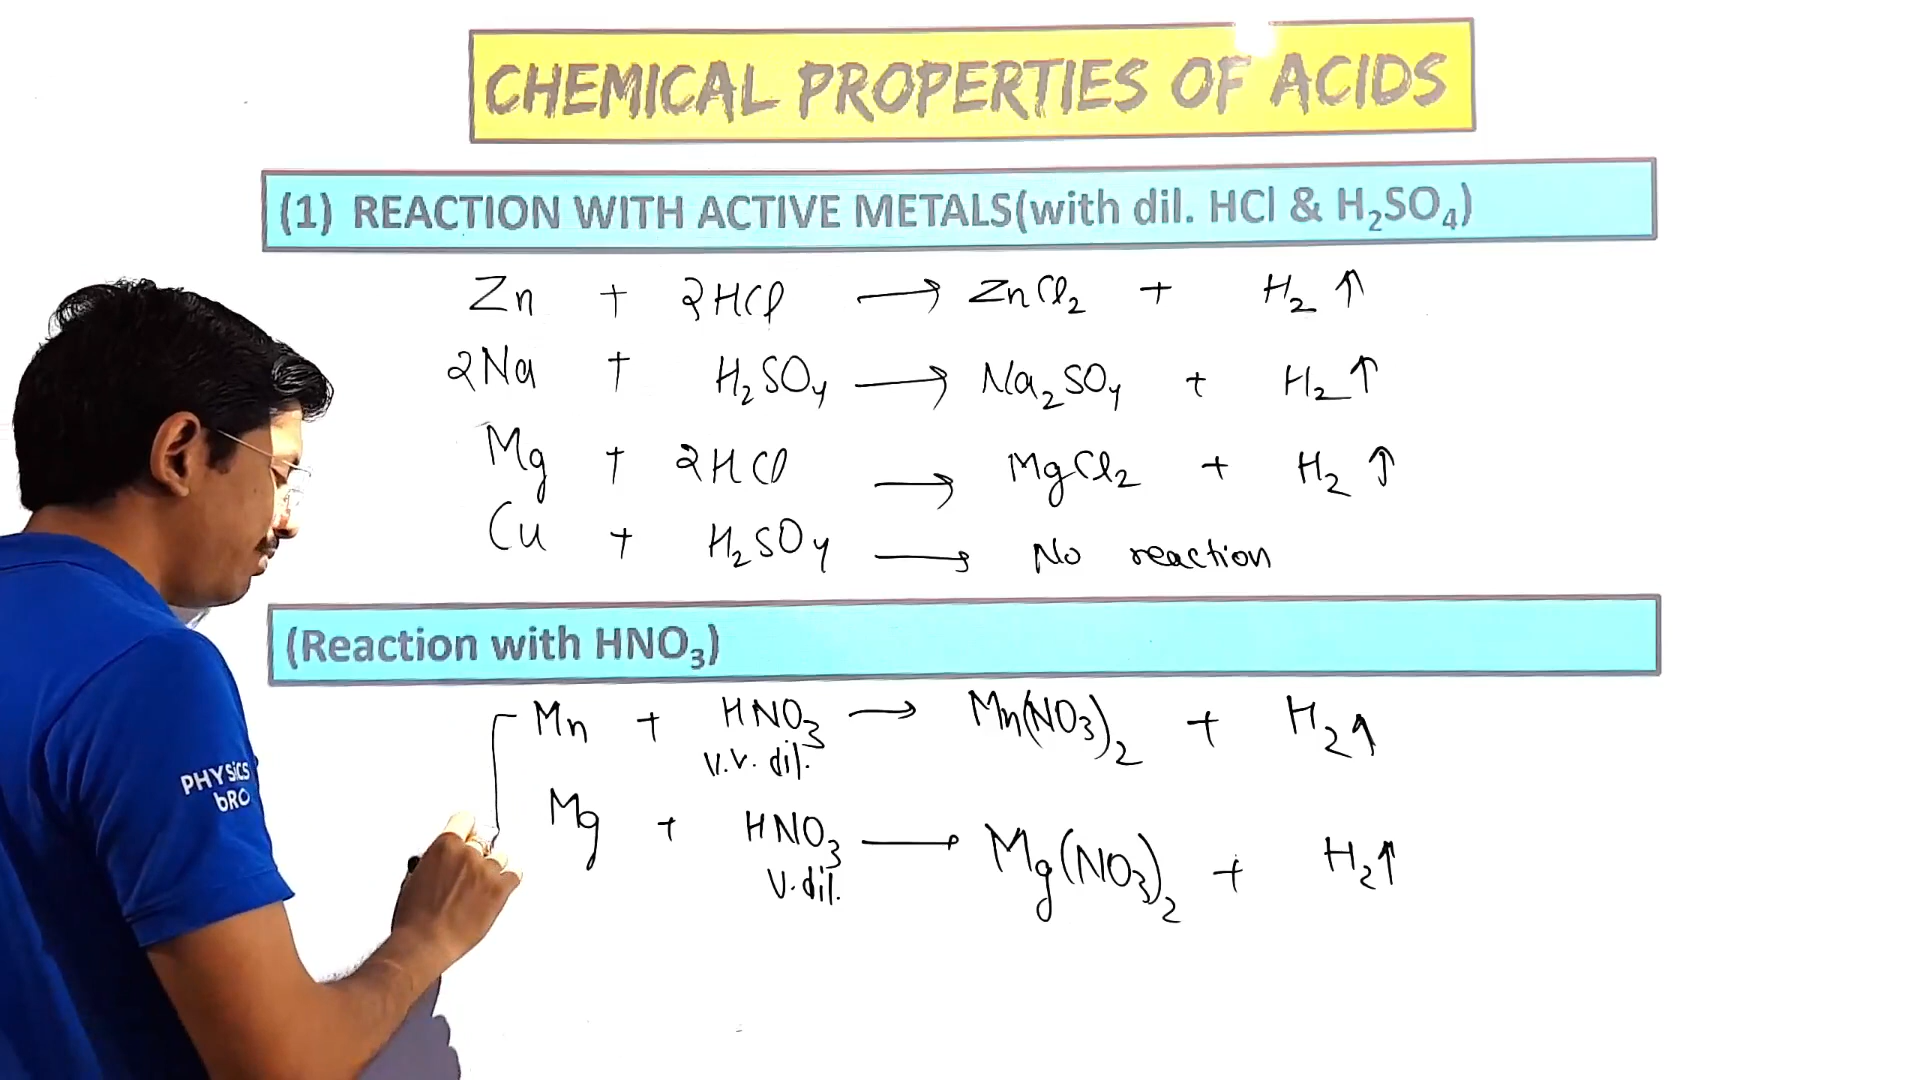 CHEMICAL PROPERTIES OF ACIDS
(1) REACTION WITH ACTIVE METALS(with dil. HCl & H₂SO₄)
Zn + 2HCl ⟶ ZnCl₂ + H₂ ↑
2Na + H₂SO₄ ⟶ Na₂SO₄ + H₂ ↑
Mg + 2HCl ⟶ MgCl₂ + H₂ ↑
Cu + H₂SO₄ ⟶ No reaction
(Reaction with HNO₃)
Mn + HNO₃ ⟶ Mn(NO₃)₂ + H₂ ↑
v.v. dil.
Mg + HNO₃ ⟶ Mg(NO₃)₂ + H₂ ↑
v.dil.
PHYSiCS
bRO